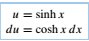 u = sinh x
du = cosh x dx